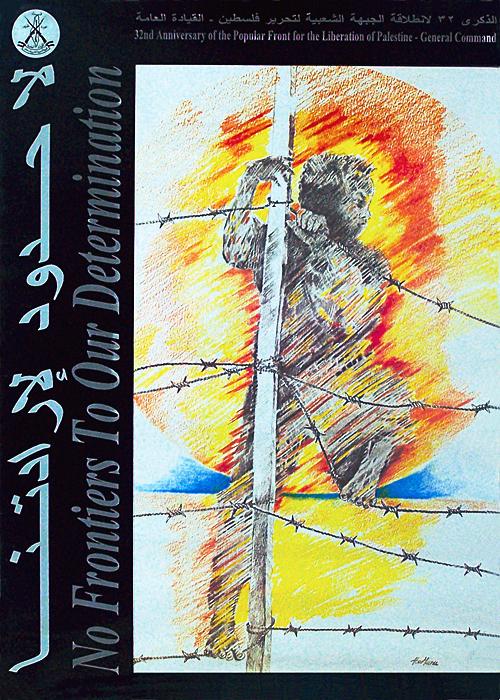 الذكرى ٣٢ لانطلاقة الجبهة الشعبية لتحرير فلسطين - القيادة العامة
32nd Anniversary of the Popular Front for the Liberation of Palestine - General Command
لا حدود لإرادتنا
No Frontiers To Our Determination